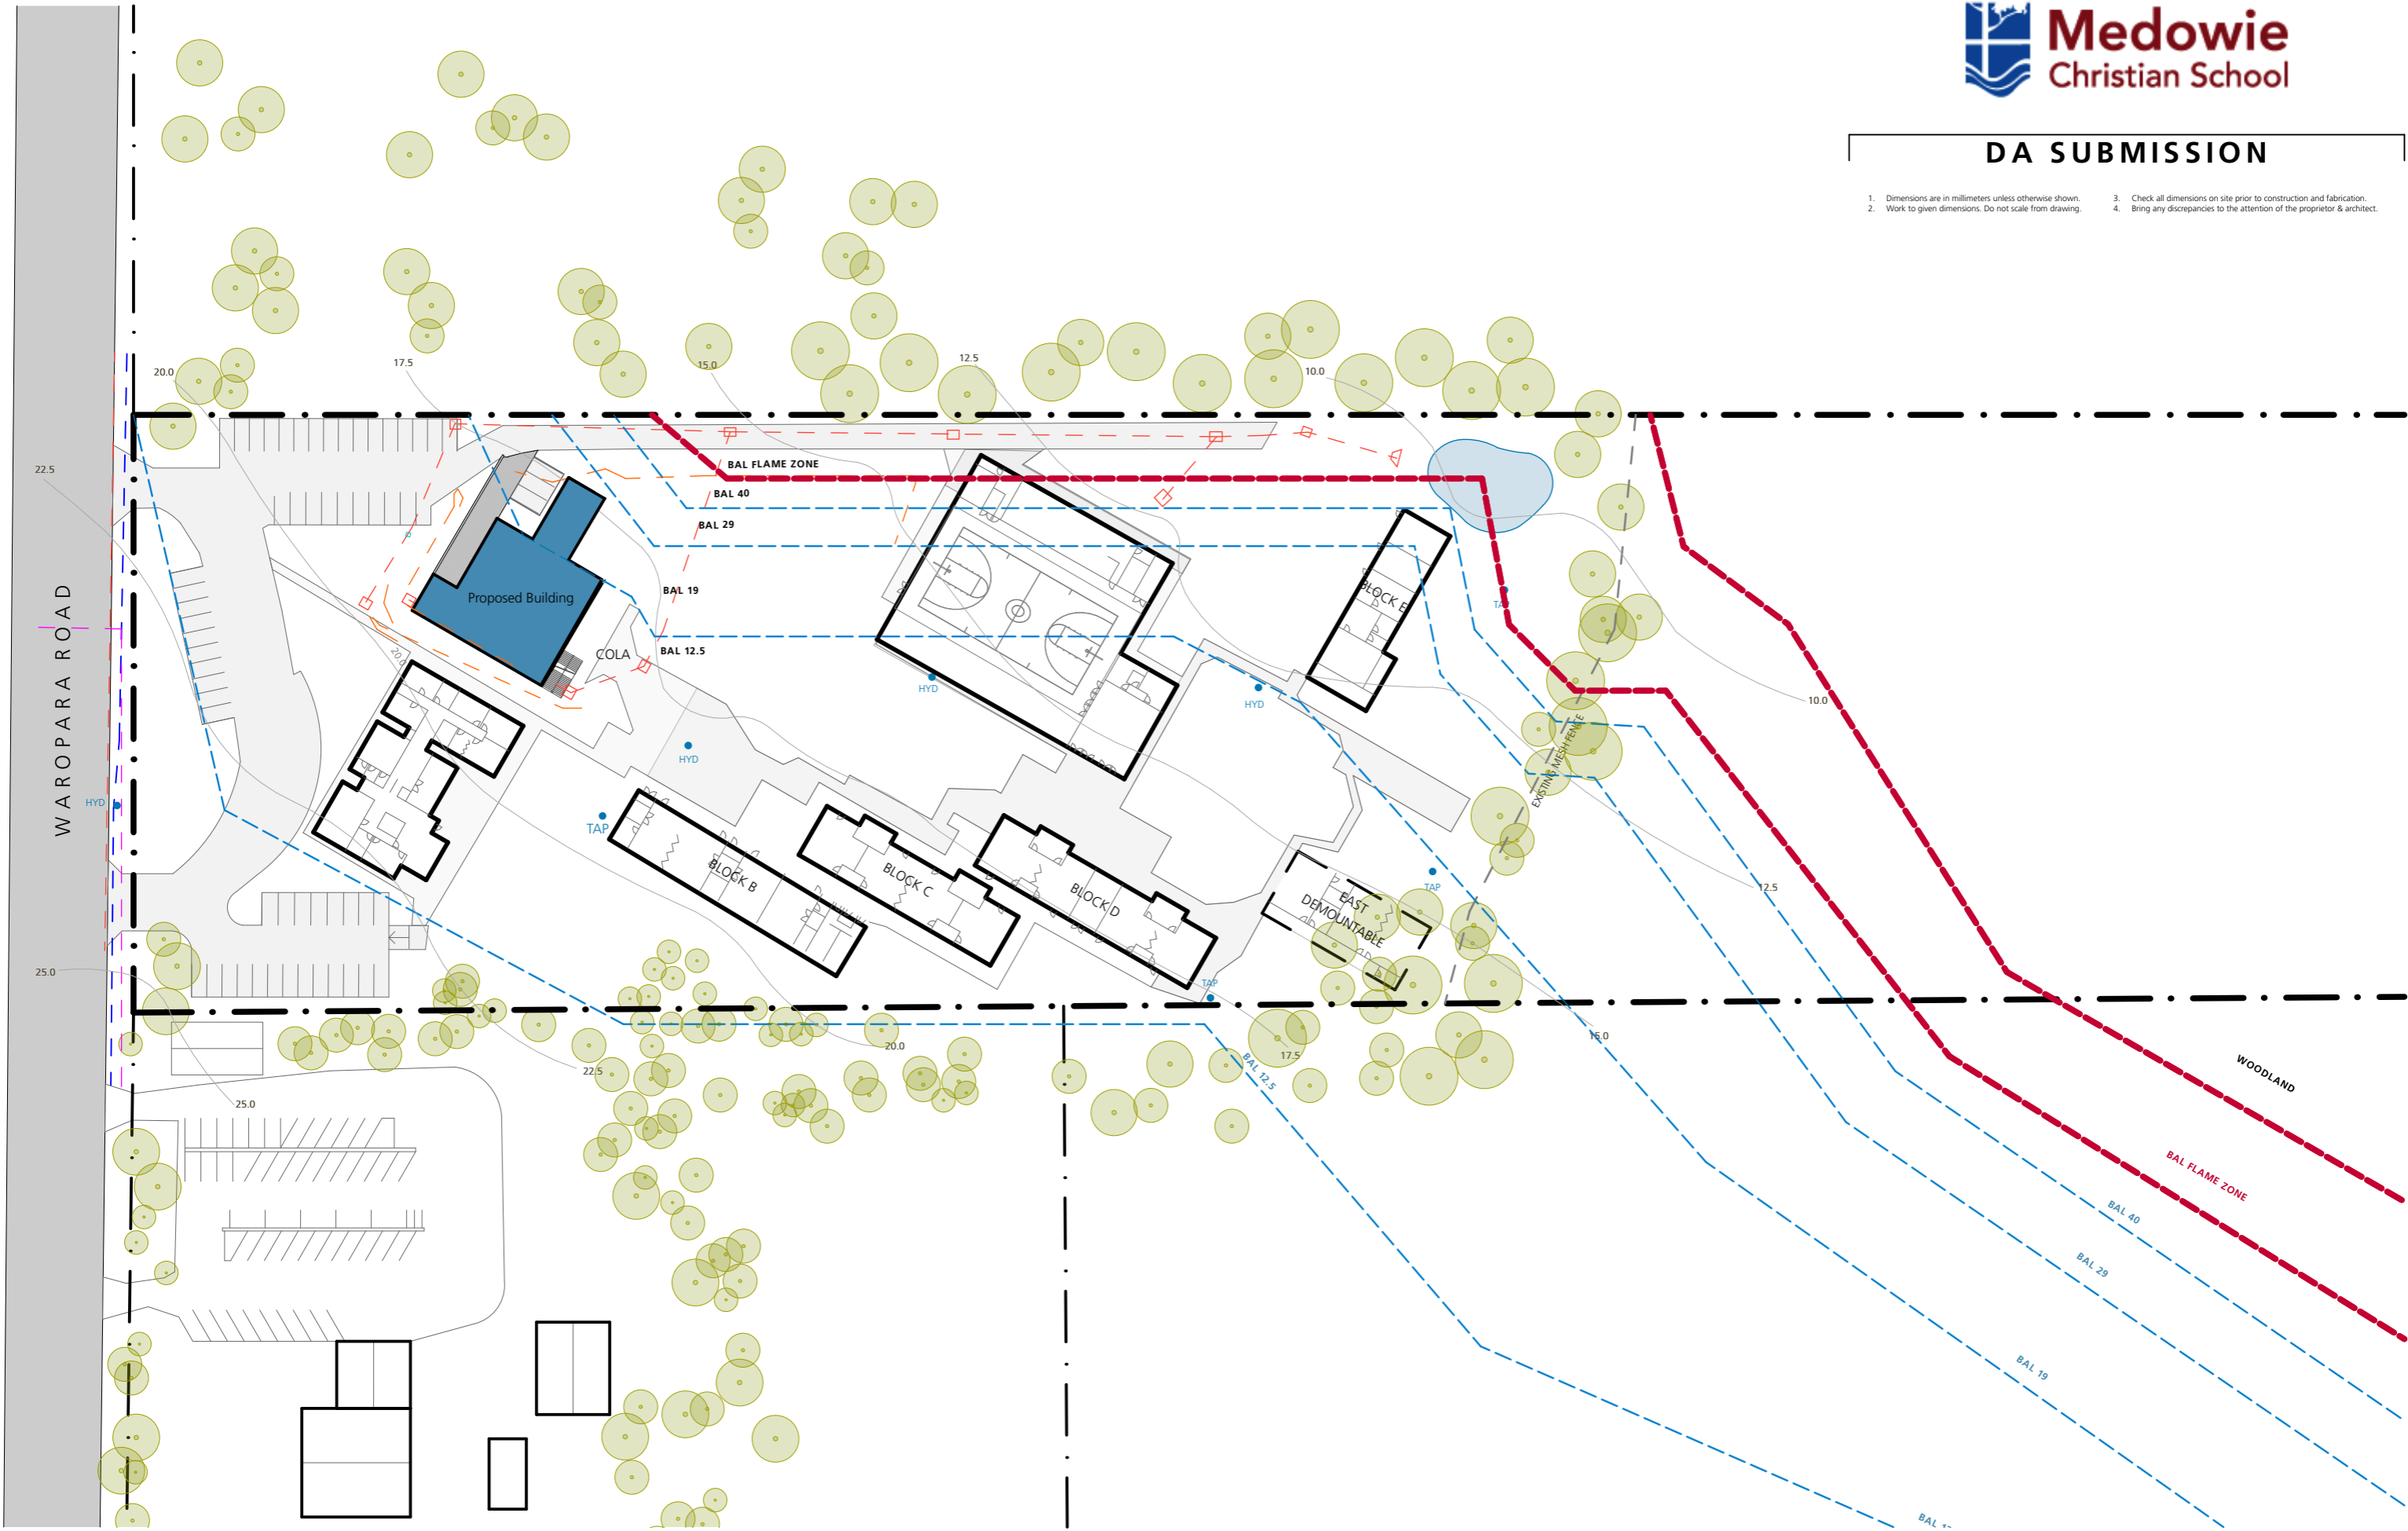 Medowie
Christian School
DA SUBMISSION
1. Dimensions are in millimeters unless otherwise shown.
2. Work to given dimensions. Do not scale from drawing.
3. Check all dimensions on site prior to construction and fabrication.
4. Bring any discrepancies to the attention of the proprietor & architect.
20.0
17.5
15.0
12.5
10.0
22.5
BAL FLAME ZONE
BAL 40
BAL 29
BAL 19
BAL 12.5
Proposed Building
COLA
20.0
WAROPARA ROAD
HYD
HYD
HYD
HYD
TAP
TAP
TAP
TAP
BLOCK E
BLOCK B
BLOCK C
BLOCK D
EAST
DEMOUNTABLE
EXISTING MESH FENCE
10.0
12.5
15.0
17.5
20.0
22.5
25.0
25.0
BAL 12.5
WOODLAND
BAL FLAME ZONE
BAL 40
BAL 29
BAL 19